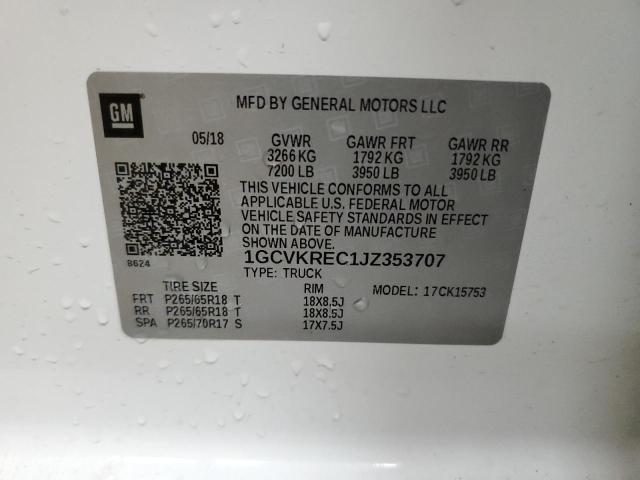 GM
MFD BY GENERAL MOTORS LLC
05/18 GVWR GAWR FRT GAWR RR
3266 KG 1792 KG 1792 KG
7200 LB 3950 LB 3950 LB
THIS VEHICLE CONFORMS TO ALL
APPLICABLE U.S. FEDERAL MOTOR
VEHICLE SAFETY STANDARDS IN EFFECT
ON THE DATE OF MANUFACTURE
SHOWN ABOVE.
8624
1GCVKREC1JZ353707
TYPE: TRUCK
TIRE SIZE RIM MODEL: 17CK15753
FRT P265/65R18 T 18X8.5J
RR P265/65R18 T 18X8.5J
SPA P265/70R17 S 17X7.5J